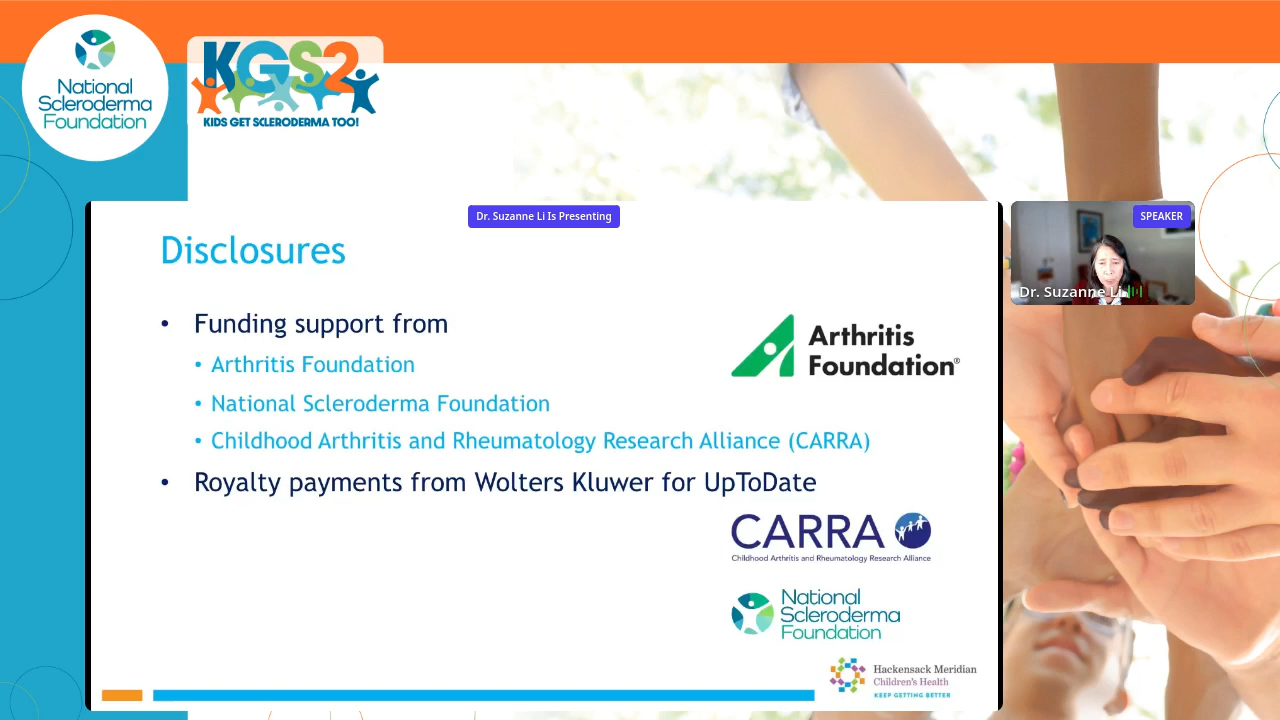 National
Scleroderma
Foundation
KGS2
KIDS GET SCLERODERMA TOO!
Dr. Suzanne Li Is Presenting
SPEAKER
Dr. Suzanne Li
Disclosures
• Funding support from
• Arthritis Foundation
• National Scleroderma Foundation
• Childhood Arthritis and Rheumatology Research Alliance (CARRA)
• Royalty payments from Wolters Kluwer for UpToDate
Arthritis
Foundation®
CARRA
Childhood Arthritis and Rheumatology Research Alliance
National
Scleroderma
Foundation
Hackensack Meridian
Children's Health
KEEP GETTING BETTER